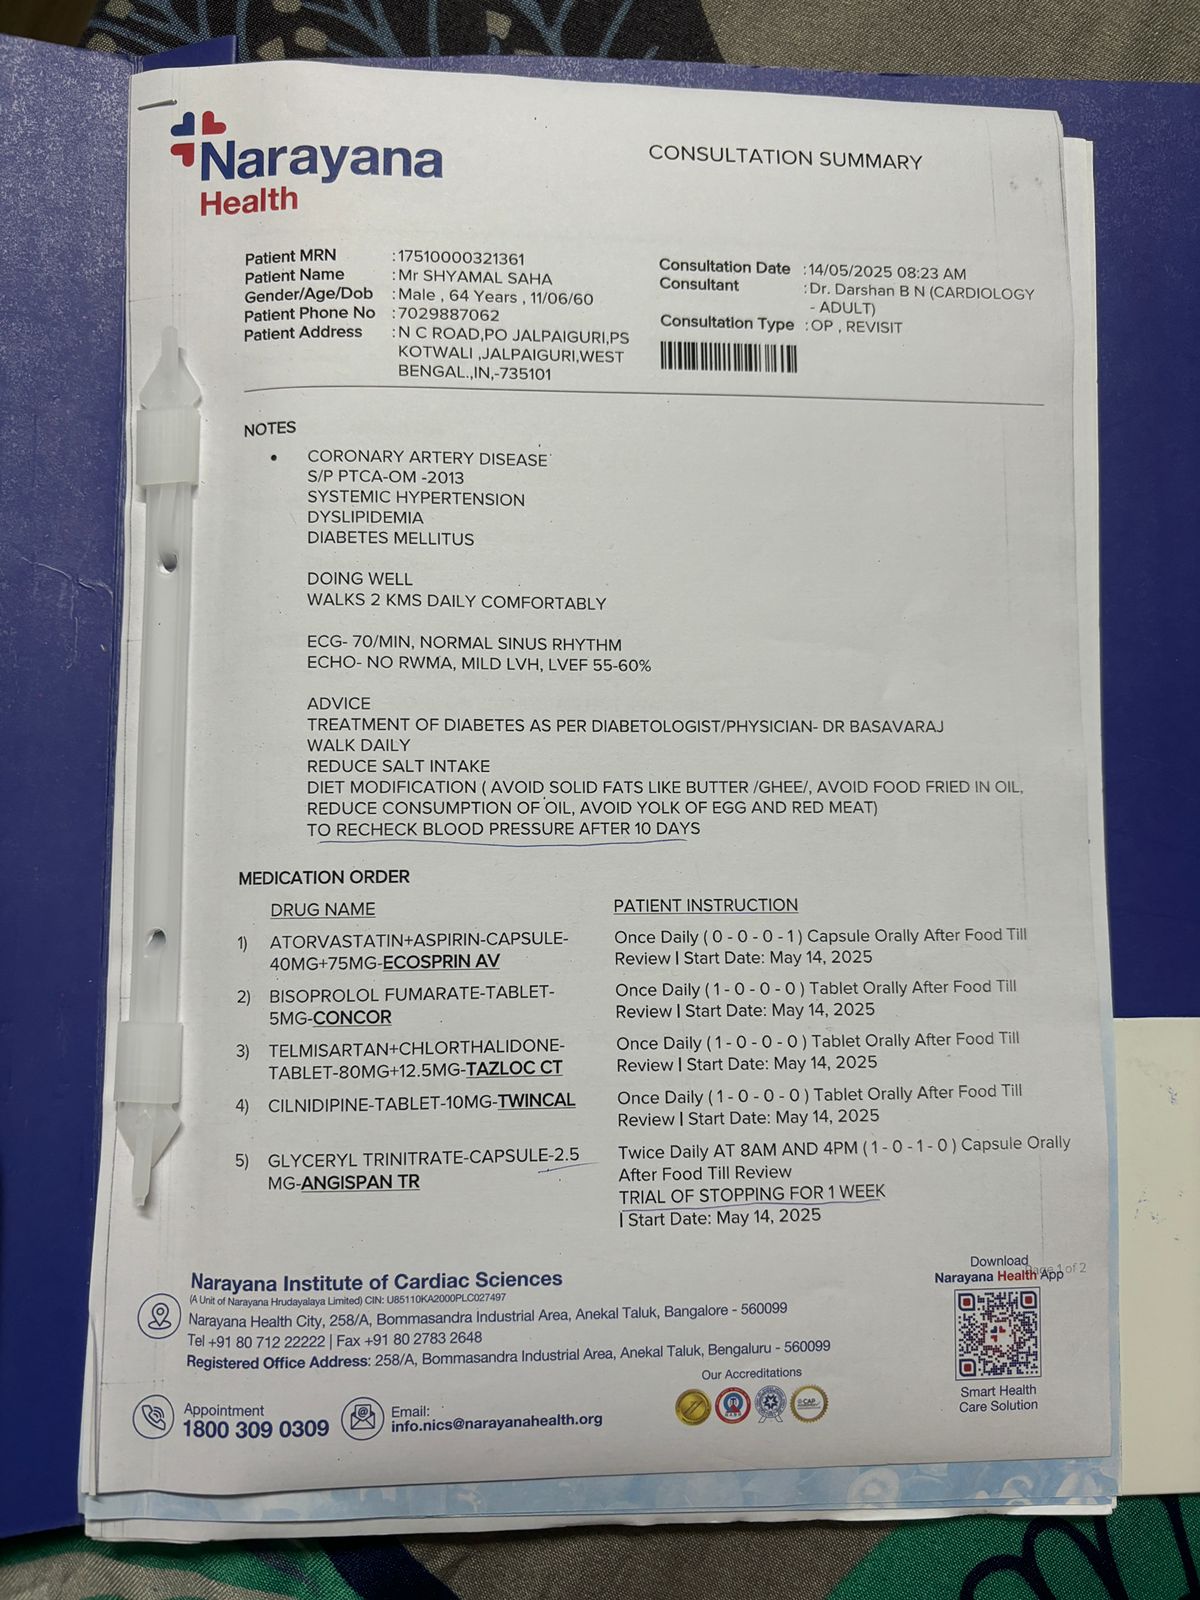 Narayana
Health
CONSULTATION SUMMARY
Patient MRN :17510000321361
Patient Name :Mr SHYAMAL SAHA
Gender/Age/Dob :Male , 64 Years , 11/06/60
Patient Phone No :7029887062
Patient Address :N C ROAD,PO JALPAIGURI,PS
KOTWALI ,JALPAIGURI,WEST
BENGAL.,IN,-735101
Consultation Date :14/05/2025 08:23 AM
Consultant :Dr. Darshan B N (CARDIOLOGY
- ADULT)
Consultation Type :OP , REVISIT
NOTES
• CORONARY ARTERY DISEASE
S/P PTCA-OM -2013
SYSTEMIC HYPERTENSION
DYSLIPIDEMIA
DIABETES MELLITUS
DOING WELL
WALKS 2 KMS DAILY COMFORTABLY
ECG- 70/MIN, NORMAL SINUS RHYTHM
ECHO- NO RWMA, MILD LVH, LVEF 55-60%
ADVICE
TREATMENT OF DIABETES AS PER DIABETOLOGIST/PHYSICIAN- DR BASAVARAJ
WALK DAILY
REDUCE SALT INTAKE
DIET MODIFICATION ( AVOID SOLID FATS LIKE BUTTER /GHEE/, AVOID FOOD FRIED IN OIL,
REDUCE CONSUMPTION OF OIL, AVOID YOLK OF EGG AND RED MEAT)
TO RECHECK BLOOD PRESSURE AFTER 10 DAYS
MEDICATION ORDER
DRUG NAME
PATIENT INSTRUCTION
1) ATORVASTATIN+ASPIRIN-CAPSULE-
40MG+75MG-ECOSPRIN AV
Once Daily ( 0 - 0 - 0 - 1 ) Capsule Orally After Food Till
Review | Start Date: May 14, 2025
2) BISOPROLOL FUMARATE-TABLET-
5MG-CONCOR
Once Daily ( 1 - 0 - 0 - 0 ) Tablet Orally After Food Till
Review | Start Date: May 14, 2025
3) TELMISARTAN+CHLORTHALIDONE-
TABLET-80MG+12.5MG-TAZLOC CT
Once Daily ( 1 - 0 - 0 - 0 ) Tablet Orally After Food Till
Review | Start Date: May 14, 2025
4) CILNIDIPINE-TABLET-10MG-TWINCAL
Once Daily ( 1 - 0 - 0 - 0 ) Tablet Orally After Food Till
Review | Start Date: May 14, 2025
5) GLYCERYL TRINITRATE-CAPSULE-2.5
MG-ANGISPAN TR
Twice Daily AT 8AM AND 4PM ( 1 - 0 - 1 - 0 ) Capsule Orally
After Food Till Review
TRIAL OF STOPPING FOR 1 WEEK
| Start Date: May 14, 2025
Narayana Institute of Cardiac Sciences
(A Unit of Narayana Hrudayalaya Limited) CIN: U85110KA2000PLC027497
Narayana Health City, 258/A, Bommasandra Industrial Area, Anekal Taluk, Bangalore - 560099
Tel +91 80 712 22222 | Fax +91 80 2783 2648
Registered Office Address: 258/A, Bommasandra Industrial Area, Anekal Taluk, Bengaluru - 560099
Appointment
1800 309 0309
Email:
info.nics@narayanahealth.org
Our Accreditations
CAP
Download
Narayana Health App
Page 1 of 2
Smart Health
Care Solution